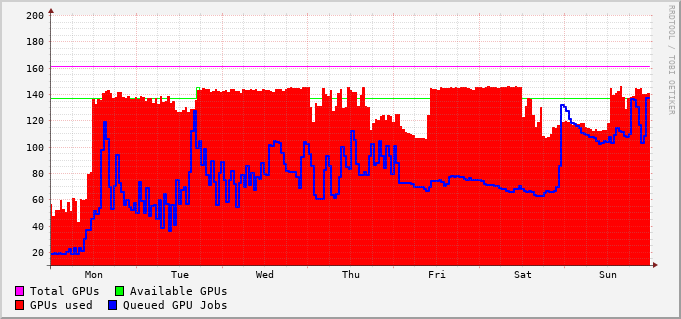 200
180
160
140
120
100
80
60
40
20
Mon Tue Wed Thu Fri Sat Sun
Total GPUs Available GPUs
GPUs used Queued GPU Jobs
RRDTOOL / TOBI OETIKER